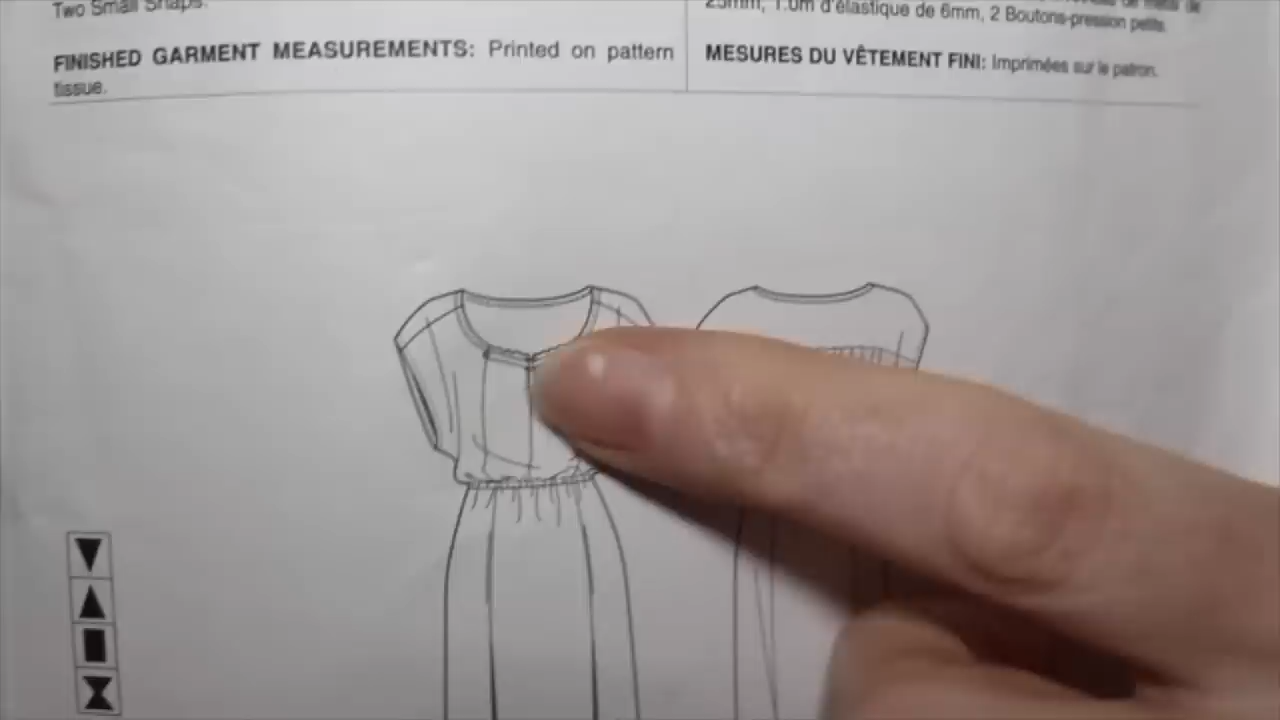 Two Small Snaps.
FINISHED GARMENT MEASUREMENTS: Printed on pattern
tissue.
25mm, 1.0m d'élastique de 6mm, 2 Boutons-pression petits.
MESURES DU VÊTEMENT FINI: Imprimées sur le patron.